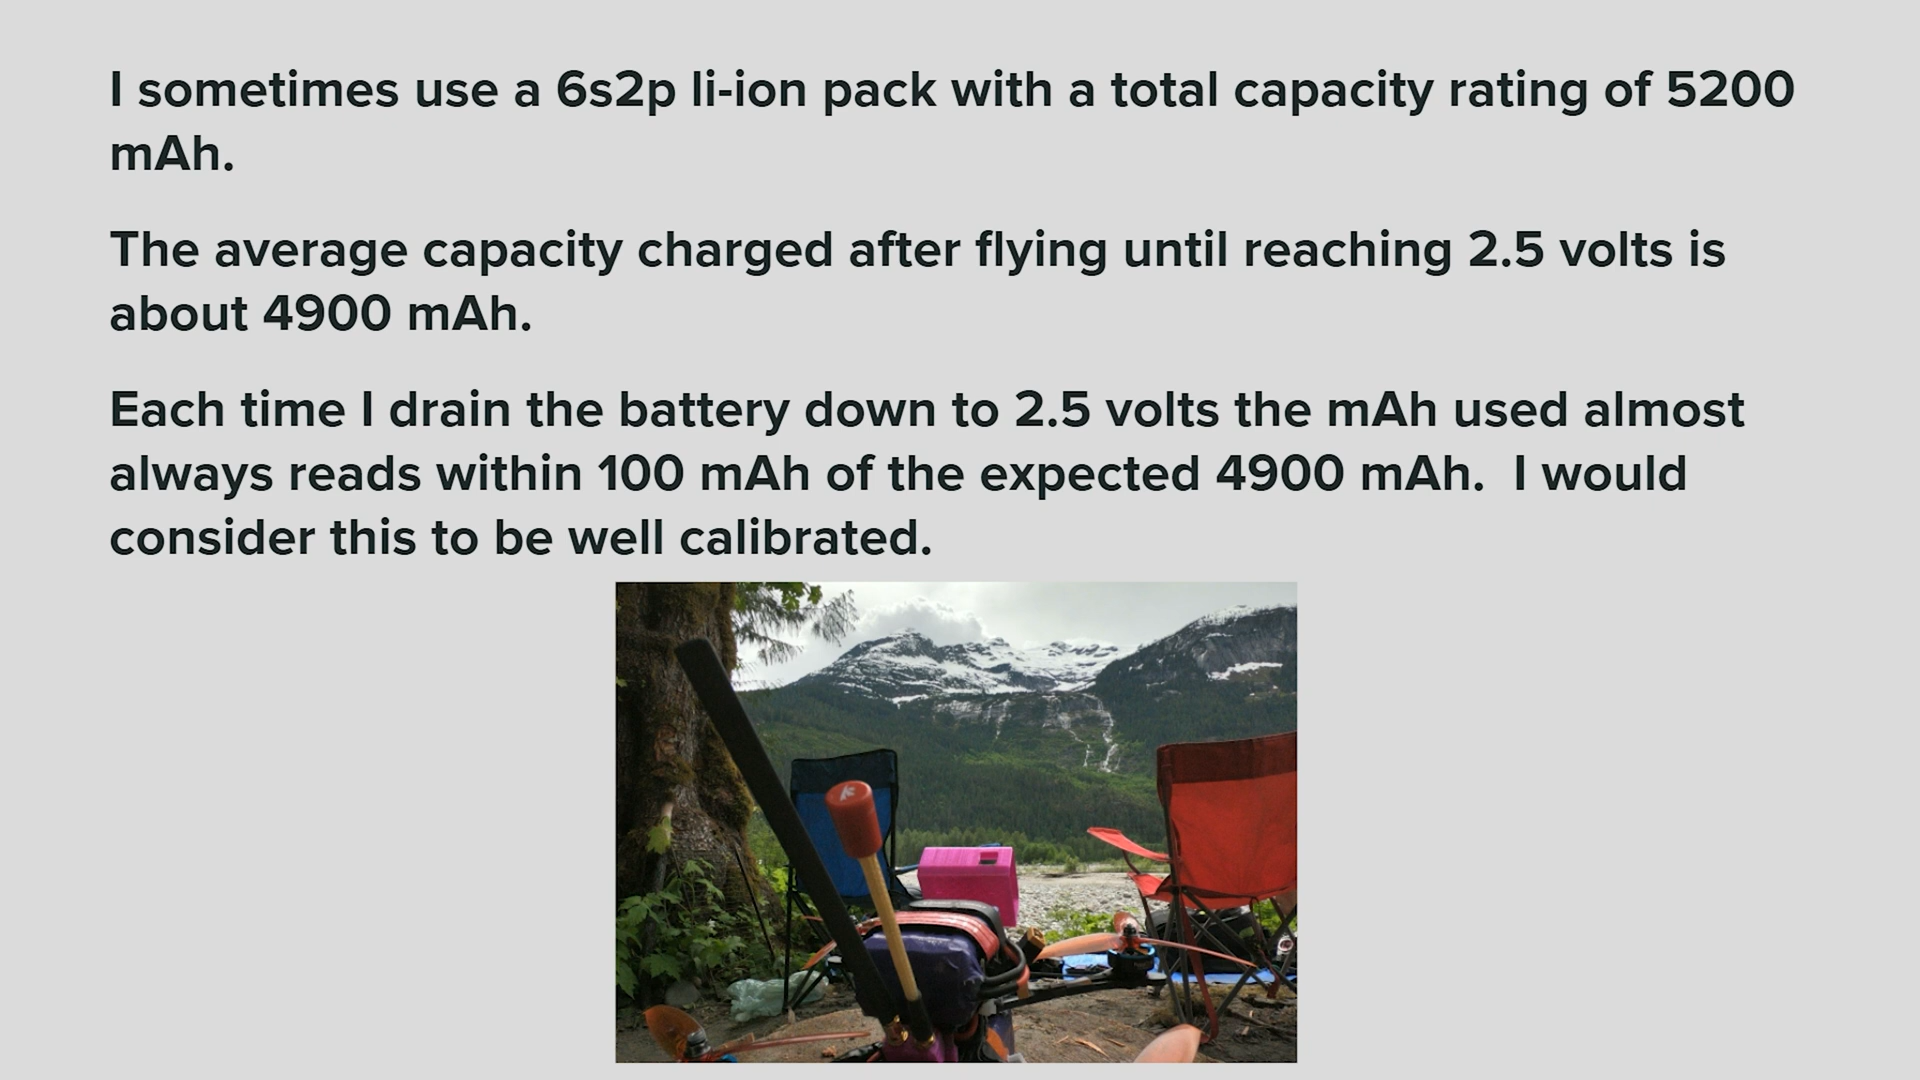 I sometimes use a 6s2p li-ion pack with a total capacity rating of 5200
mAh.
The average capacity charged after flying until reaching 2.5 volts is
about 4900 mAh.
Each time I drain the battery down to 2.5 volts the mAh used almost
always reads within 100 mAh of the expected 4900 mAh.  I would
consider this to be well calibrated.